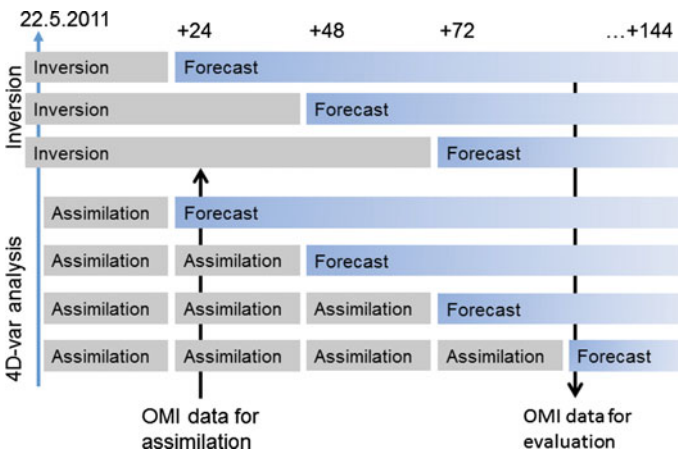 22.5.2011
+24
+48
+72
...+144
Inversion
Inversion
Forecast
Inversion
Forecast
Inversion
Forecast
4D-var analysis
Assimilation
Forecast
Assimilation
Assimilation
Forecast
Assimilation
Assimilation
Assimilation
Forecast
Assimilation
Assimilation
Assimilation
Assimilation
Forecast
OMI data for
assimilation
OMI data for
evaluation